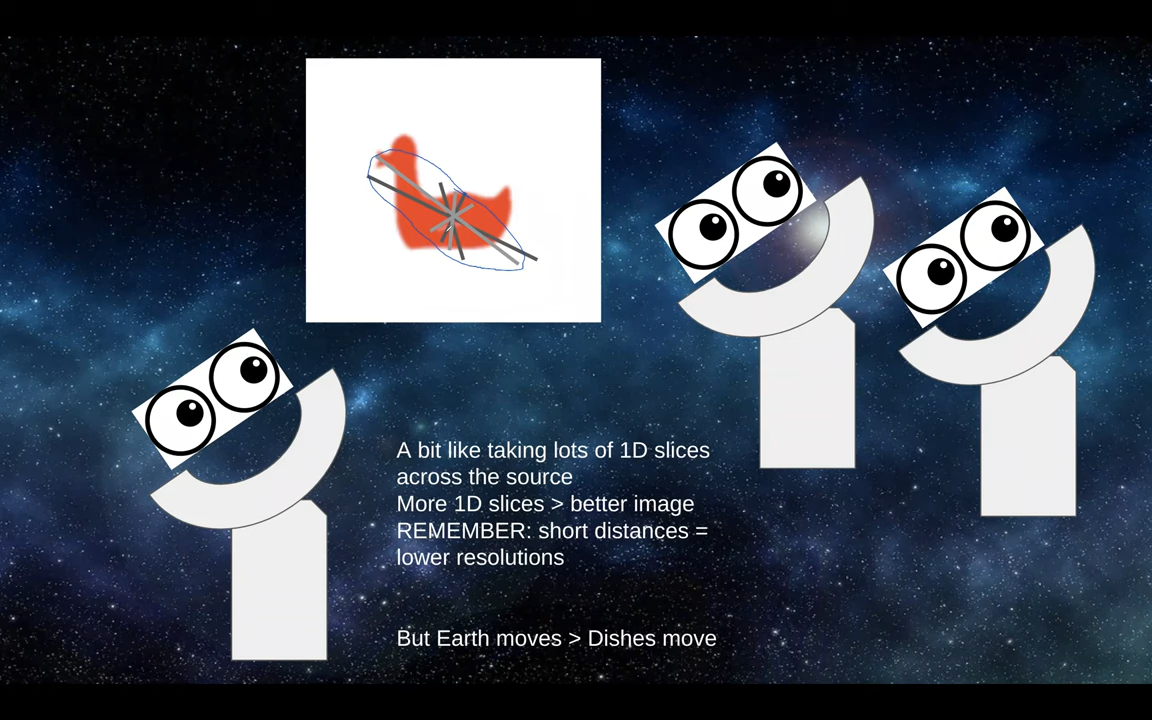 A bit like taking lots of 1D slices
across the source
More 1D slices > better image
REMEMBER: short distances =
lower resolutions
But Earth moves > Dishes move